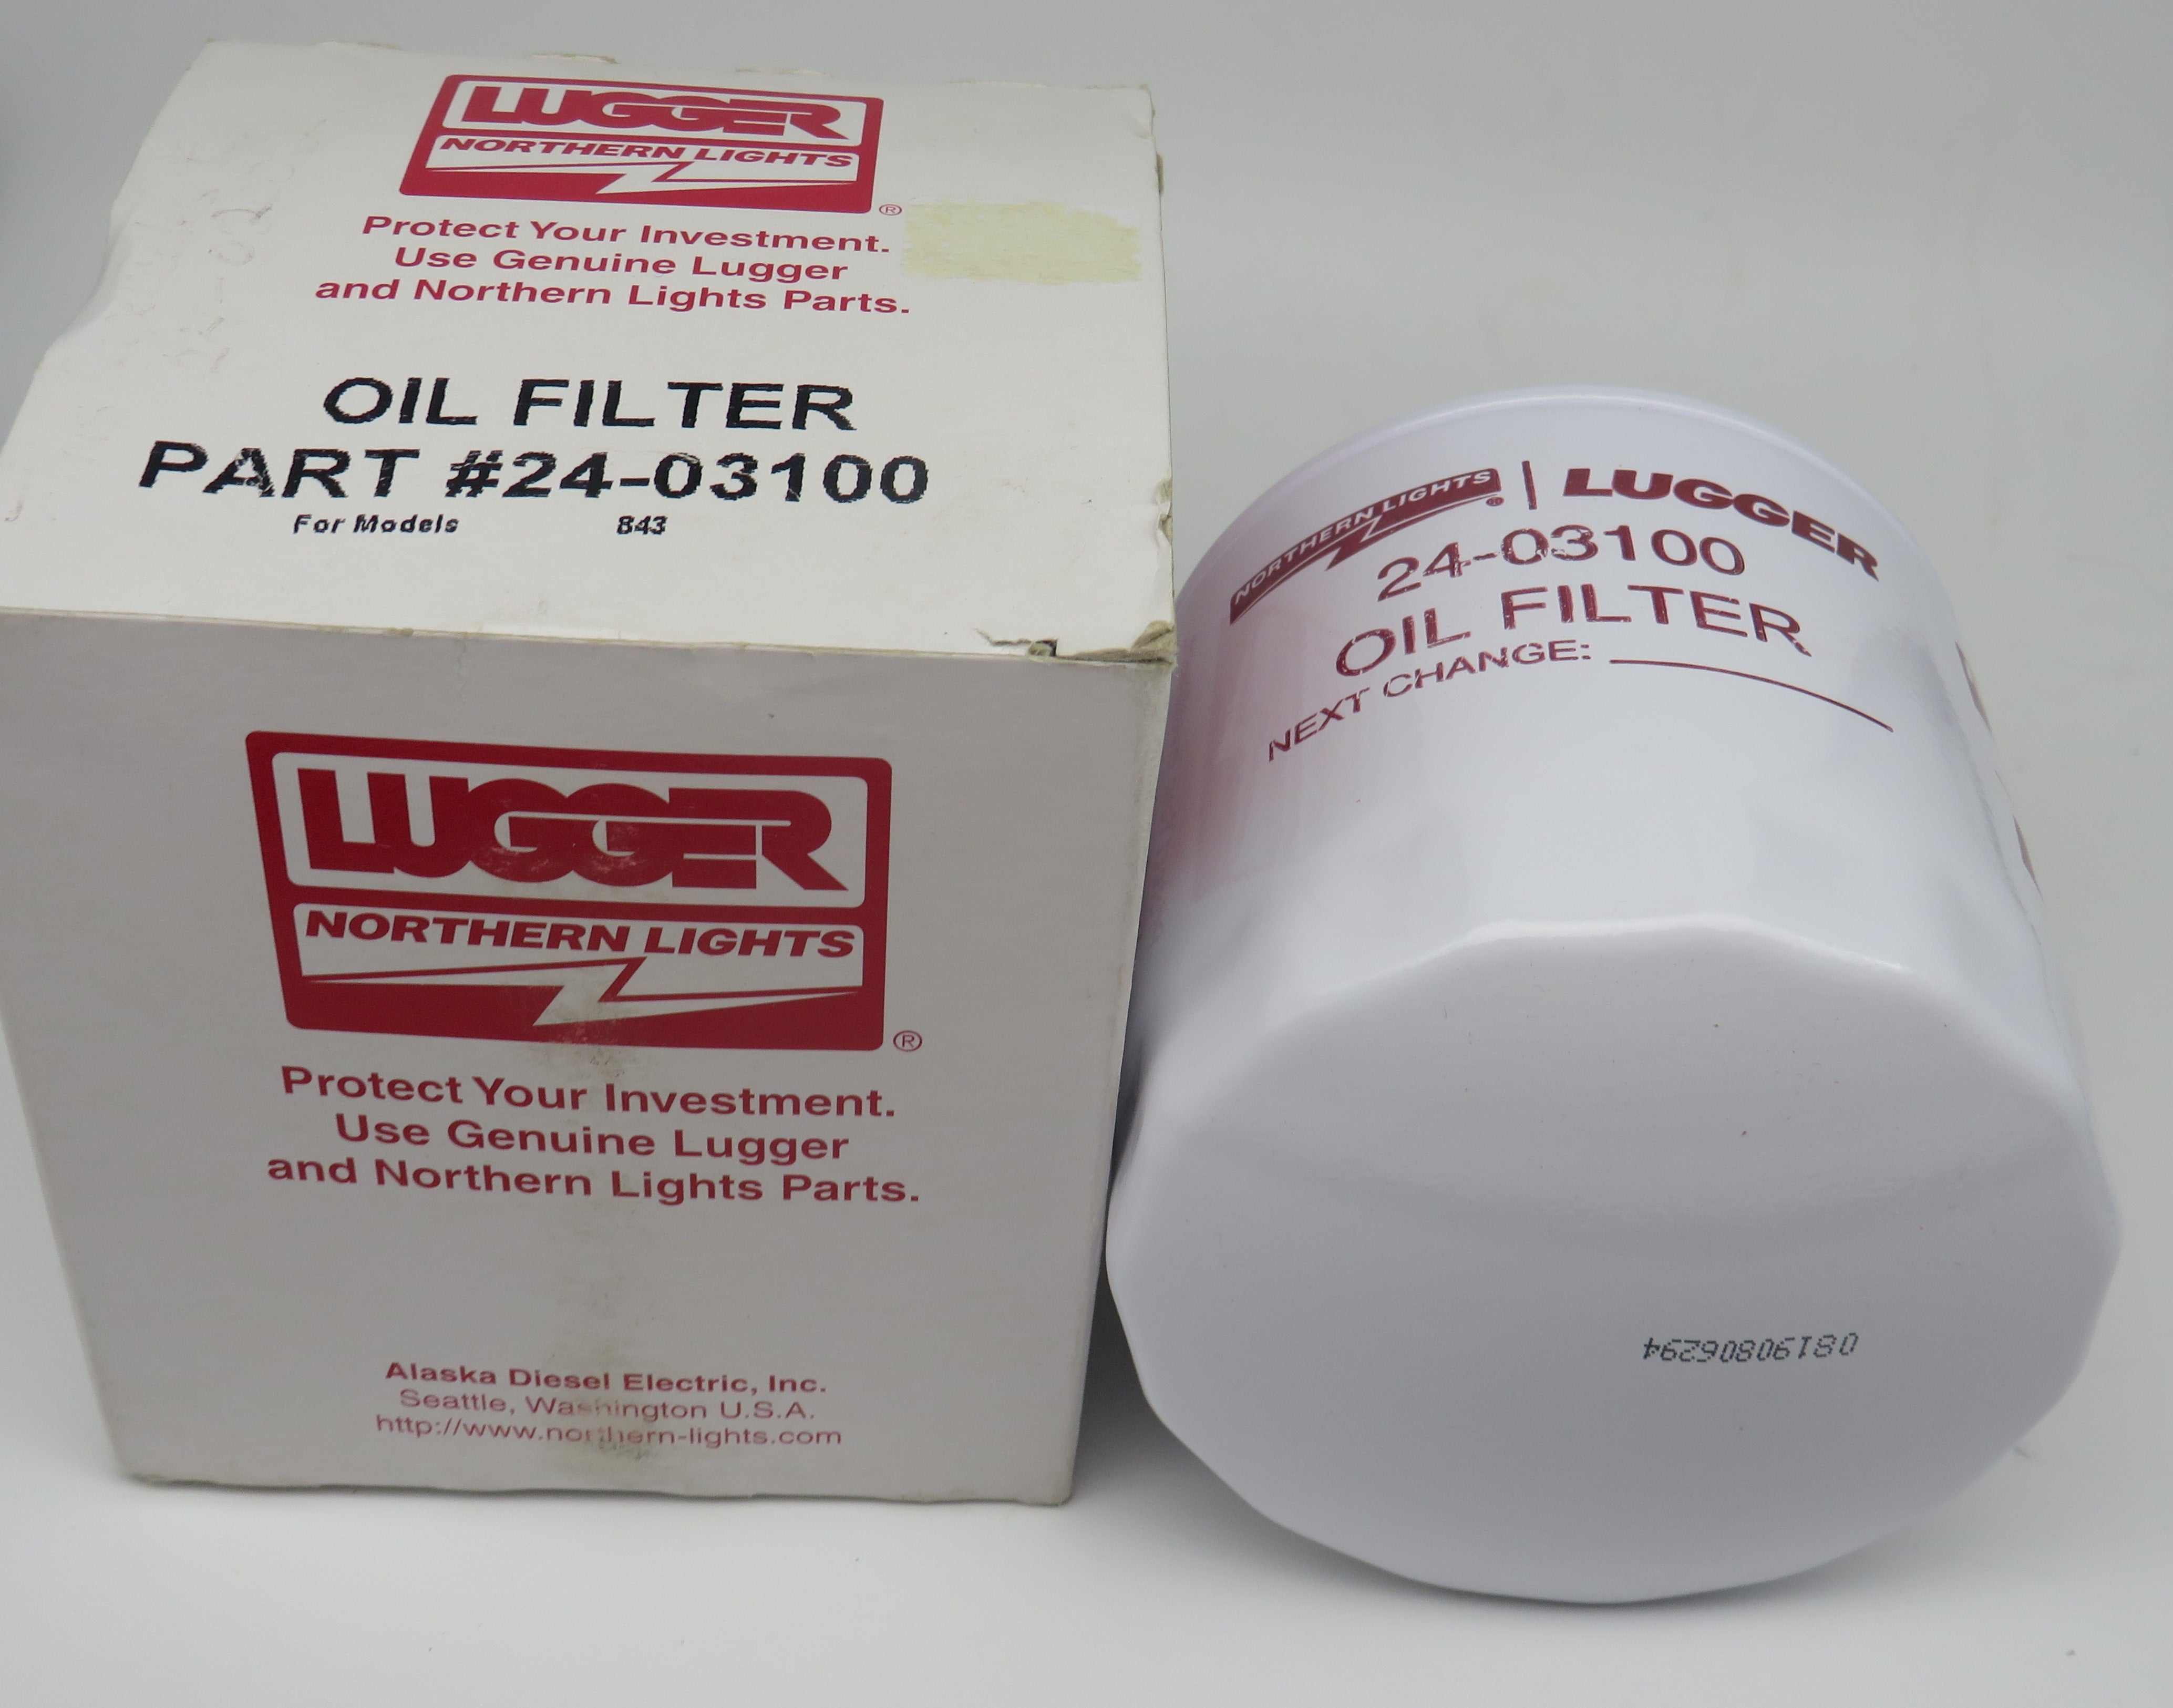 LUGGER
NORTHERN LIGHTS
®
Protect Your Investment.
Use Genuine Lugger
and Northern Lights Parts.
OIL FILTER
PART #24-03100
For Models 843
LUGGER
NORTHERN LIGHTS
®
Protect Your Investment.
Use Genuine Lugger
and Northern Lights Parts.
Alaska Diesel Electric, Inc.
Seattle, Washington U.S.A.
http://www.northern-lights.com
NORTHERN LIGHTS® | LUGGER
24-03100
OIL FILTER
NEXT CHANGE:
08190806294